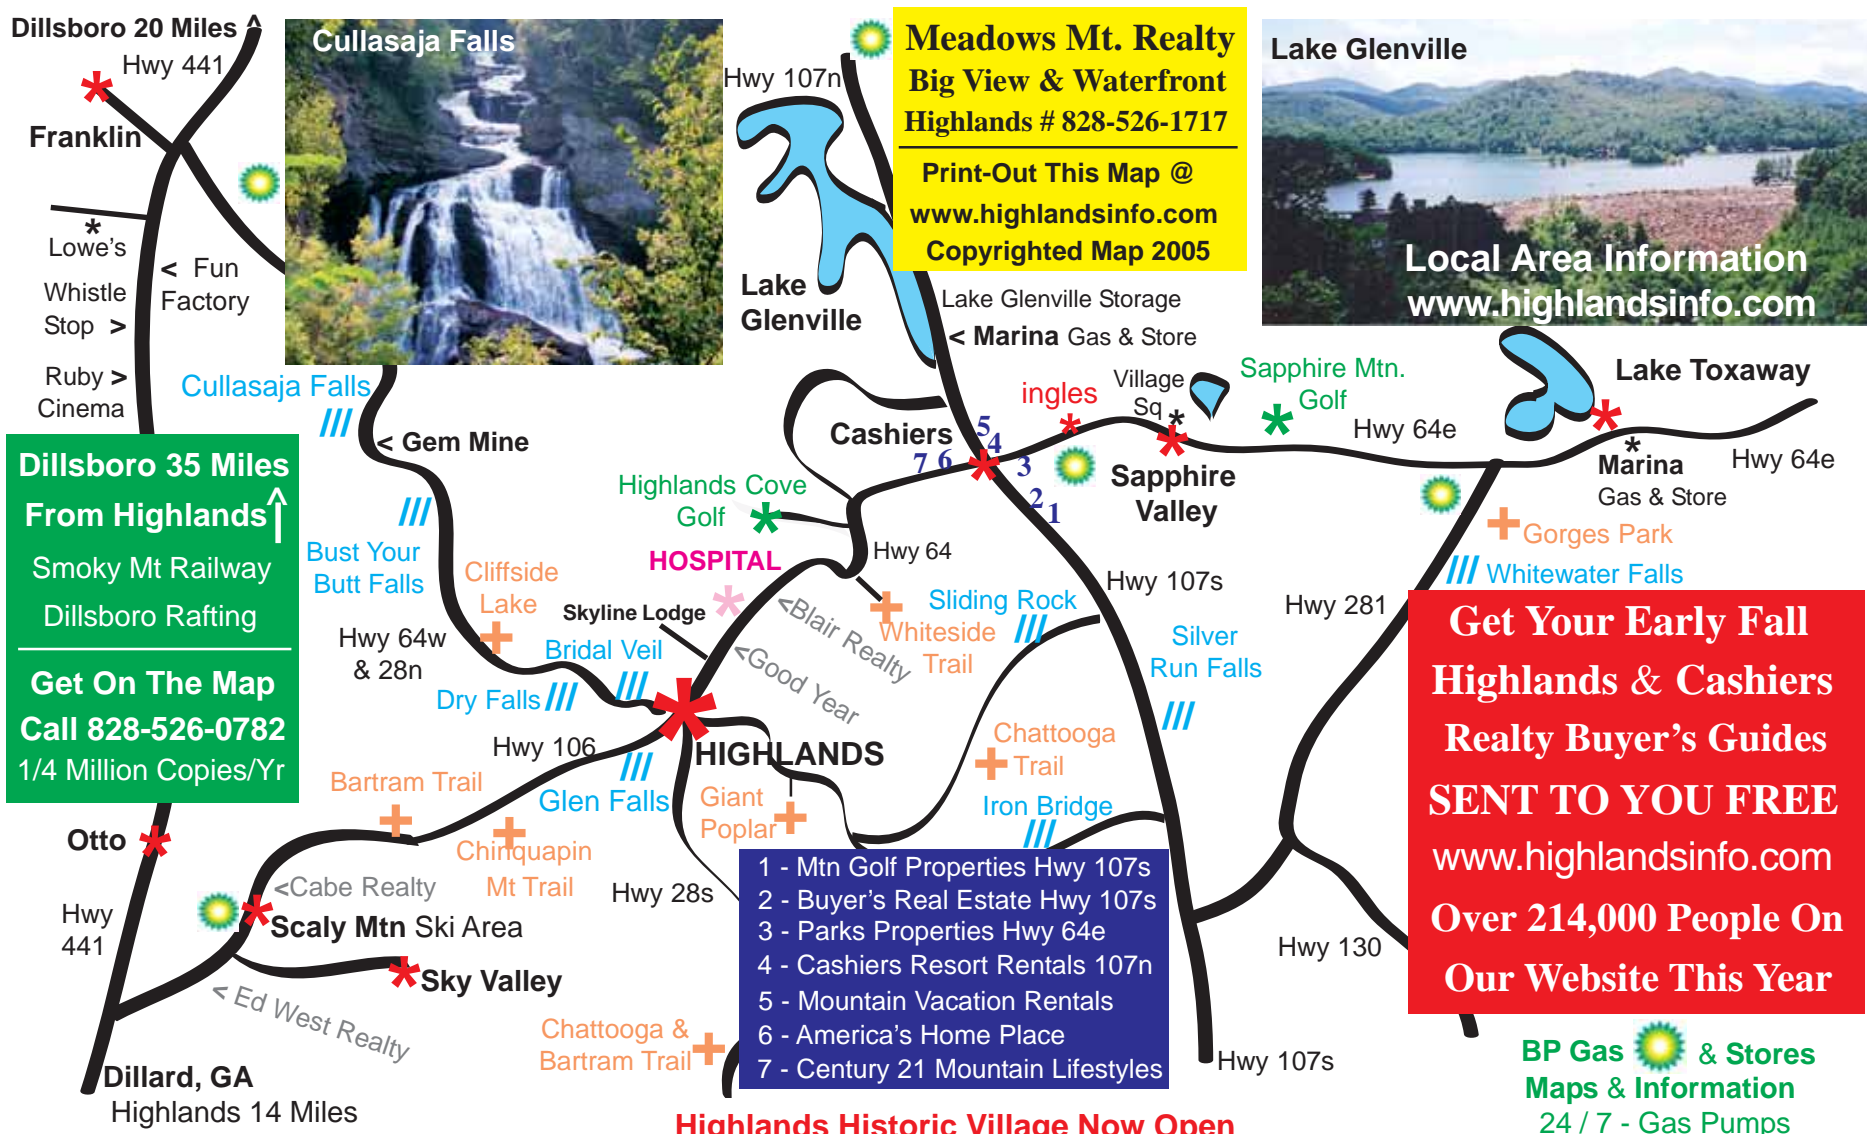 Dillsboro 20 Miles ^
Hwy 441
Franklin
*
Lowe's
< Fun
Factory
Whistle
Stop >
Ruby >
Cinema
Cullasaja Falls
Cullasaja Falls
< Gem Mine
Dillsboro 35 Miles
From Highlands
Smoky Mt Railway
Dillsboro Rafting
Get On The Map
Call 828-526-0782
1/4 Million Copies/Yr
Bust Your
Butt Falls
Cliffside
Lake
Hwy 64w
& 28n
Dry Falls
Bridal Veil
Skyline Lodge
HOSPITAL
Highlands Cove
Golf
Hwy 107n
Lake
Glenville
Meadows Mt. Realty
Big View & Waterfront
Highlands # 828-526-1717
Print-Out This Map @
www.highlandsinfo.com
Copyrighted Map 2005
Lake Glenville Storage
< Marina Gas & Store
Lake Glenville
Local Area Information
www.highlandsinfo.com
Cashiers
5
4
7 6
3
2
1
ingles
Village
Sq *
Sapphire
Valley
Sapphire Mtn.
Golf
Hwy 64e
Lake Toxaway
*
Marina
Gas & Store
Hwy 64e
Gorges Park
Whitewater Falls
Hwy 64
Hwy 107s
Hwy 281
<Blair Realty
<Good Year
Whiteside
Trail
Sliding Rock
Silver
Run Falls
HIGHLANDS
Hwy 106
Glen Falls
Bartram Trail
Chinquapin
Mt Trail
Giant
Poplar
Chattooga
Trail
Iron Bridge
Otto
Hwy
441
<Cabe Realty
Scaly Mtn Ski Area
Sky Valley
< Ed West Realty
Hwy 28s
Chattooga &
Bartram Trail
Dillard, GA
Highlands 14 Miles
1 - Mtn Golf Properties Hwy 107s
2 - Buyer's Real Estate Hwy 107s
3 - Parks Properties Hwy 64e
4 - Cashiers Resort Rentals 107n
5 - Mountain Vacation Rentals
6 - America's Home Place
7 - Century 21 Mountain Lifestyles
Highlands Historic Village Now Open
Hwy 107s
Hwy 130
Get Your Early Fall
Highlands & Cashiers
Realty Buyer's Guides
SENT TO YOU FREE
www.highlandsinfo.com
Over 214,000 People On
Our Website This Year
BP Gas & Stores
Maps & Information
24 / 7 - Gas Pumps